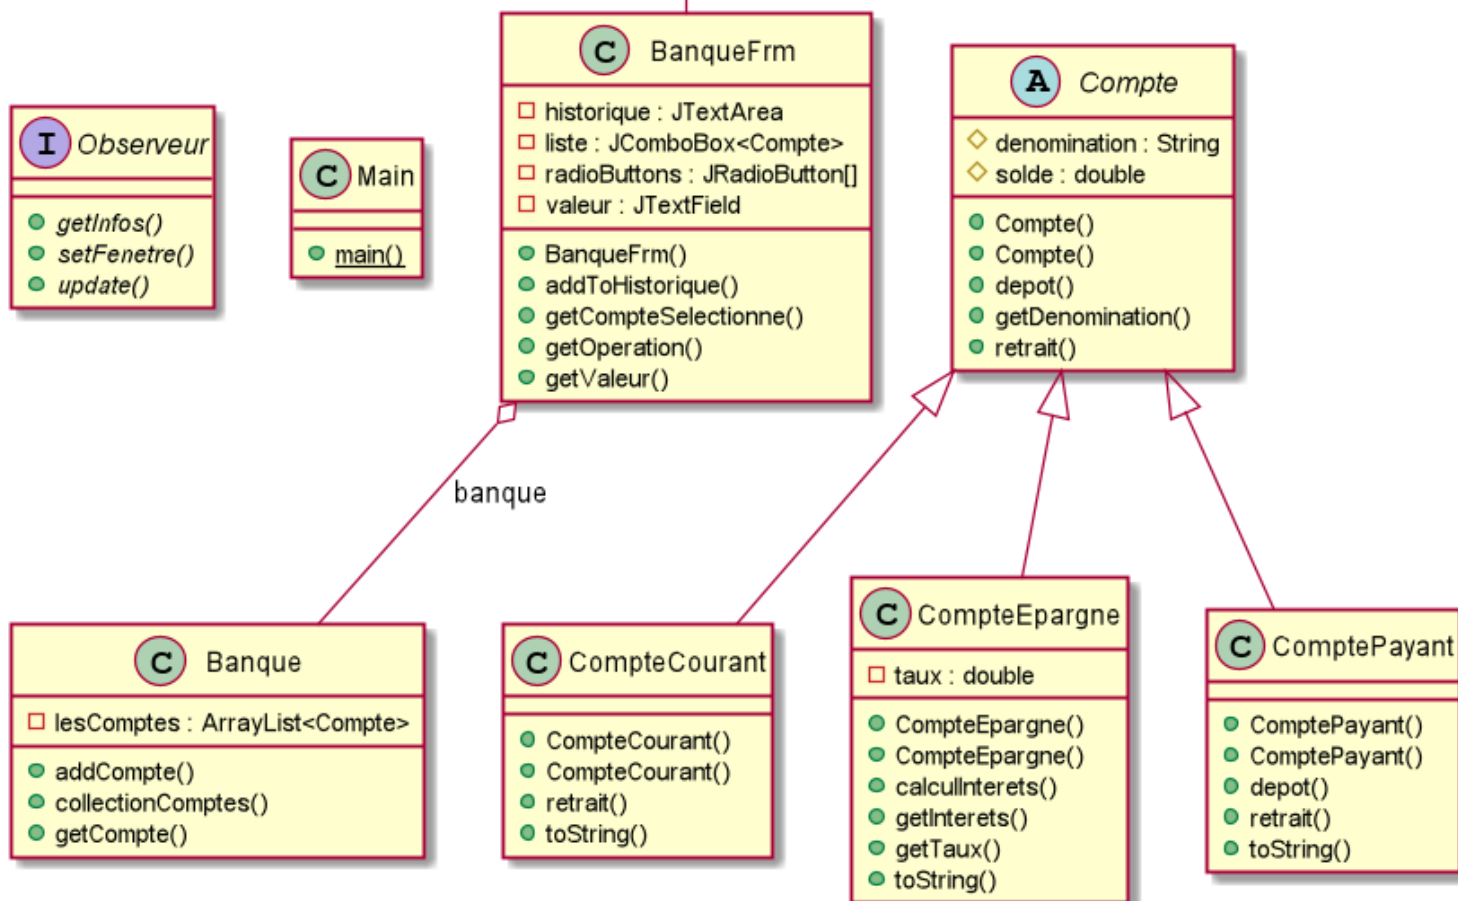 I Observeur
getInfos()
setFenetre()
update()
C Main
main()
C BanqueFrm
historique : JTextArea
liste : JComboBox<Compte>
radioButtons : JRadioButton[]
valeur : JTextField
BanqueFrm()
addToHistorique()
getCompteSelectionne()
getOperation()
getValeur()
A Compte
denomination : String
solde : double
Compte()
Compte()
depot()
getDenomination()
retrait()
banque
C Banque
lesComptes : ArrayList<Compte>
addCompte()
collectionComptes()
getCompte()
C CompteCourant
CompteCourant()
CompteCourant()
retrait()
toString()
C CompteEpargne
taux : double
CompteEpargne()
CompteEpargne()
calculInterets()
getInterets()
getTaux()
toString()
C ComptePayant
ComptePayant()
ComptePayant()
depot()
retrait()
toString()